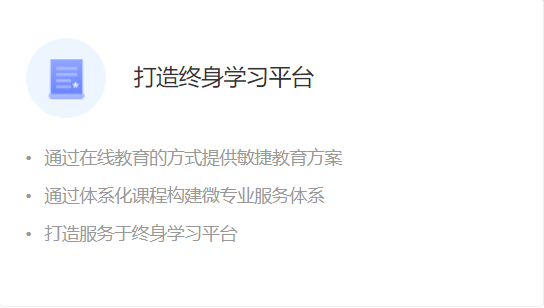 打造终身学习平台
• 通过在线教育的方式提供敏捷教育方案
• 通过体系化课程构建微专业服务体系
• 打造服务于终身学习平台